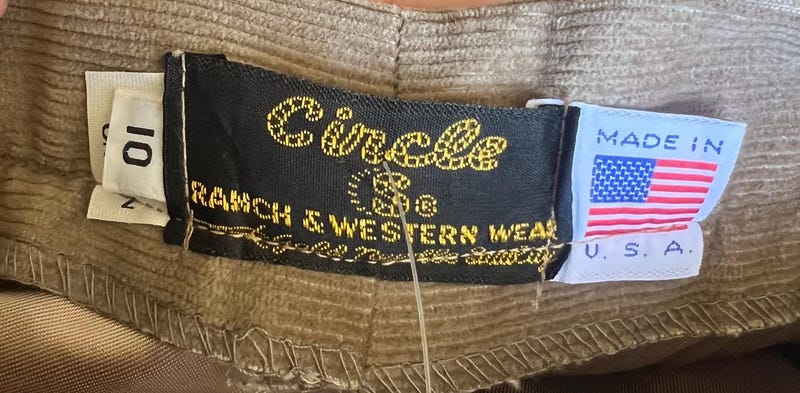 10
Circle
S
®
RANCH & WESTERN WEAR
MADE IN
U. S. A.